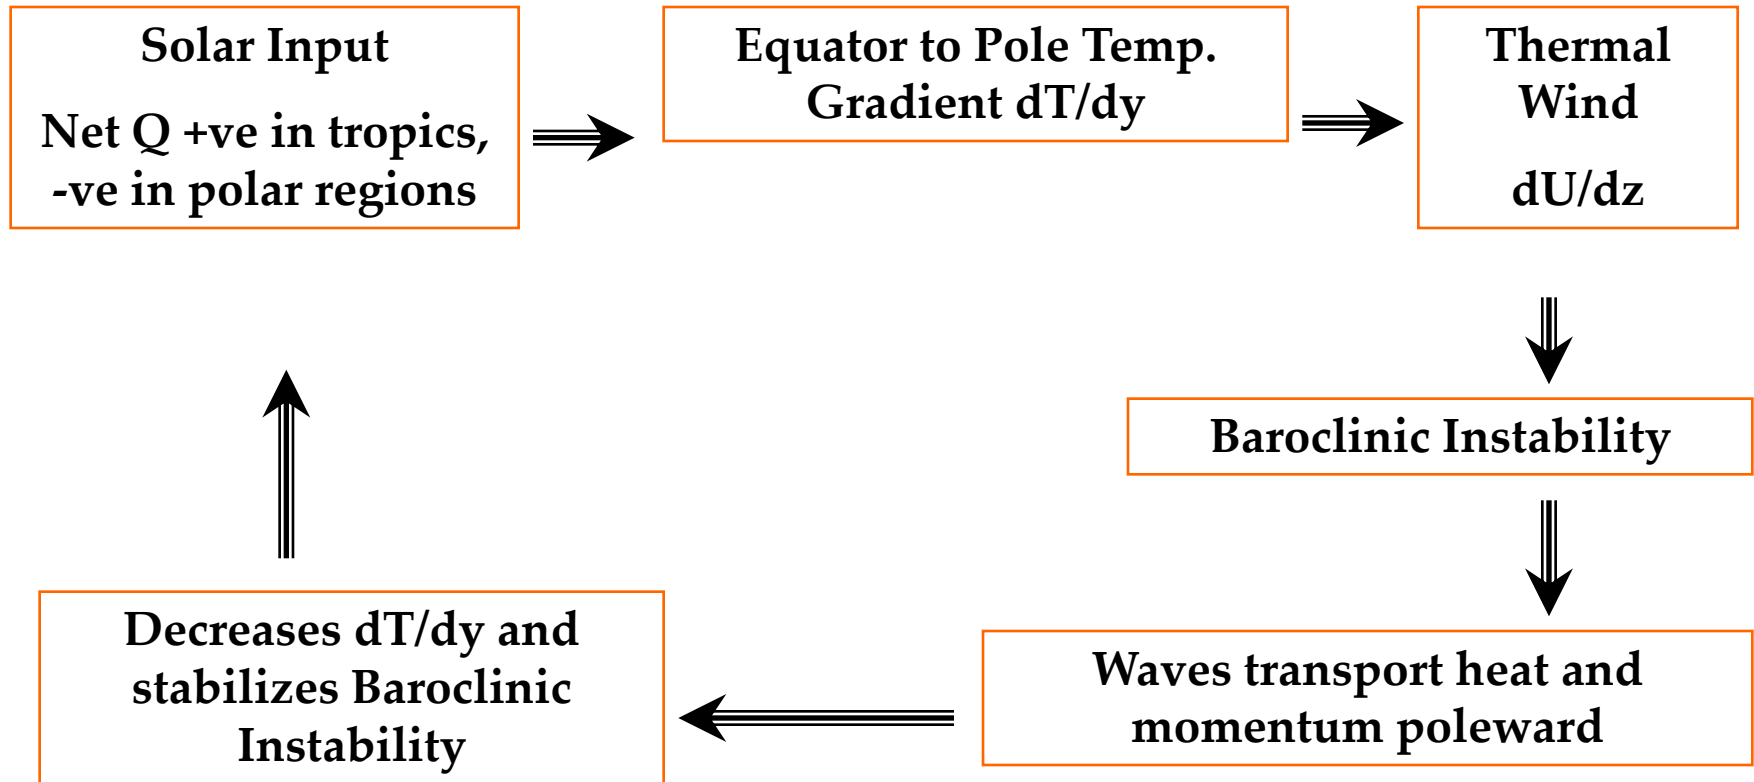 Solar Input
Net Q +ve in tropics,
-ve in polar regions
Equator to Pole Temp.
Gradient dT/dy
Thermal
Wind
dU/dz
Baroclinic Instability
Waves transport heat and
momentum poleward
Decreases dT/dy and
stabilizes Baroclinic
Instability